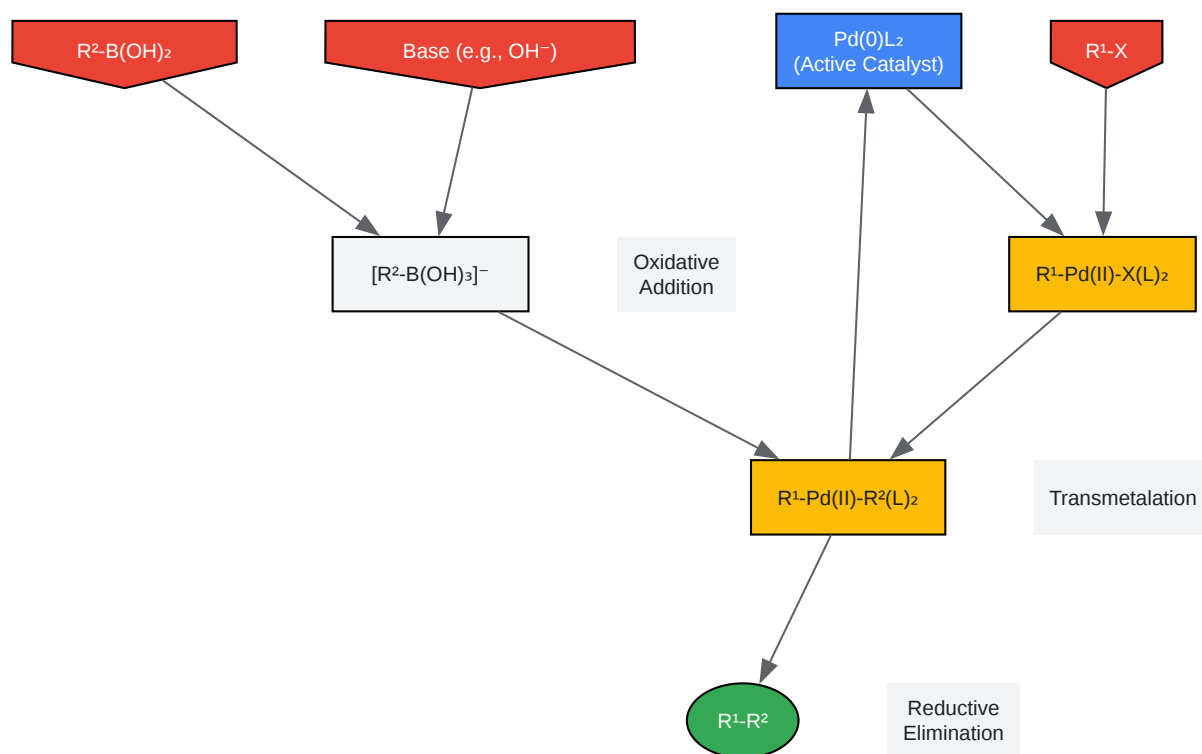 R²-B(OH)₂
Base (e.g., OH⁻)
Pd(0)L₂
(Active Catalyst)
R¹-X
[R²-B(OH)₃]⁻
Oxidative
Addition
R¹-Pd(II)-X(L)₂
R¹-Pd(II)-R²(L)₂
Transmetalation
R¹-R²
Reductive
Elimination